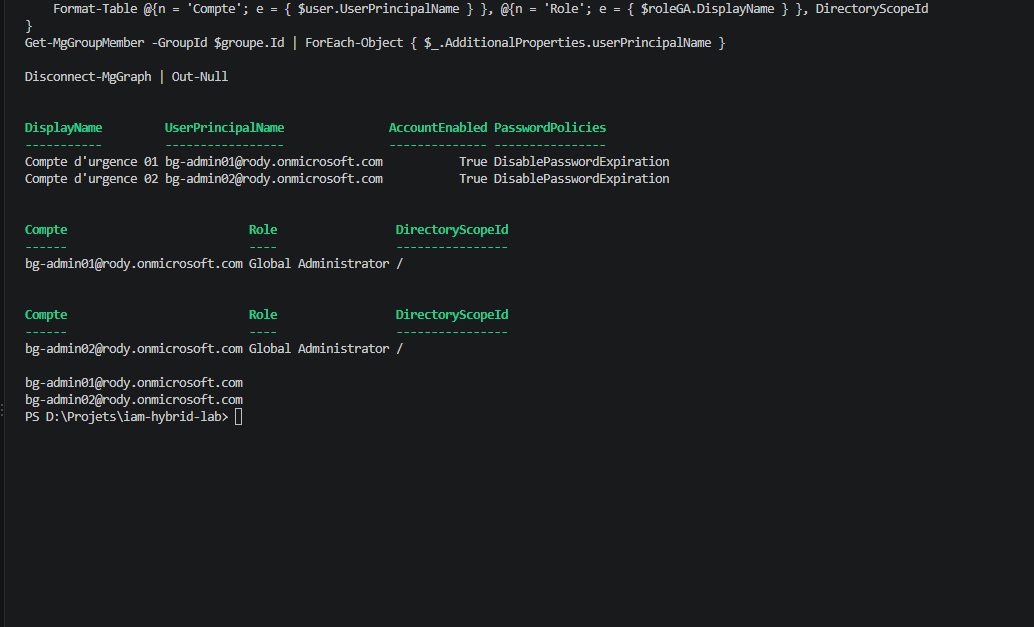 Format-Table @{n = 'Compte'; e = { $user.UserPrincipalName } }, @{n = 'Role'; e = { $roleGA.DisplayName } }, DirectoryScopeId
}
Get-MgGroupMember -GroupId $groupe.Id | ForEach-Object { $_.AdditionalProperties.userPrincipalName }
Disconnect-MgGraph | Out-Null
DisplayName UserPrincipalName AccountEnabled PasswordPolicies
----------- ----------------- -------------- ----------------
Compte d'urgence 01 bg-admin01@rody.onmicrosoft.com True DisablePasswordExpiration
Compte d'urgence 02 bg-admin02@rody.onmicrosoft.com True DisablePasswordExpiration
Compte Role DirectoryScopeId
------ ---- ----------------
bg-admin01@rody.onmicrosoft.com Global Administrator /
Compte Role DirectoryScopeId
------ ---- ----------------
bg-admin02@rody.onmicrosoft.com Global Administrator /
bg-admin01@rody.onmicrosoft.com
bg-admin02@rody.onmicrosoft.com
PS D:\Projets\iam-hybrid-lab>